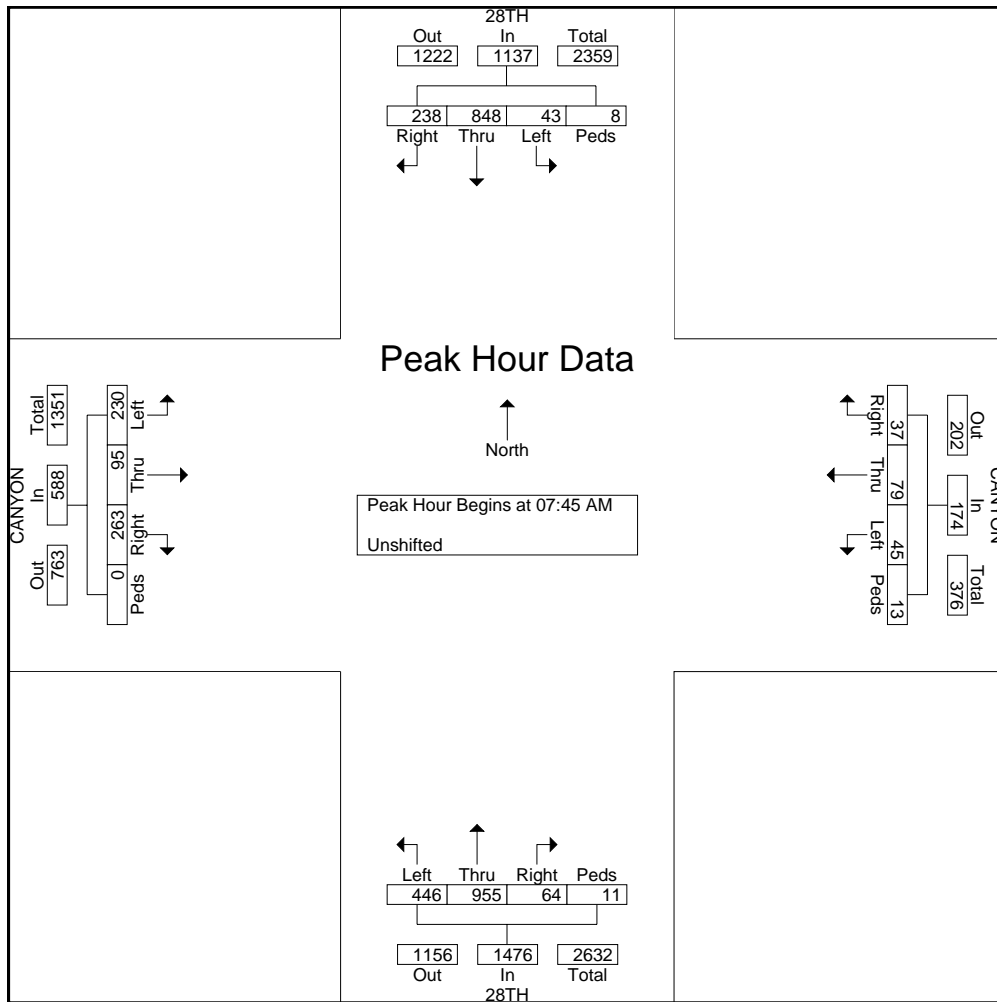 28TH
Out In Total
1222 1137 2359
238 848 43 8
Right Thru Left Peds
Peak Hour Data
North
Peak Hour Begins at 07:45 AM
Unshifted
CANYON
Total In Out
1351 588 763
230 95 263 0
Left Thru Right Peds
Right Thru Left Peds
37 79 45 13
202 174 376
Out In Total
CANYON
Left Thru Right Peds
446 955 64 11
1156 1476 2632
Out In Total
28TH